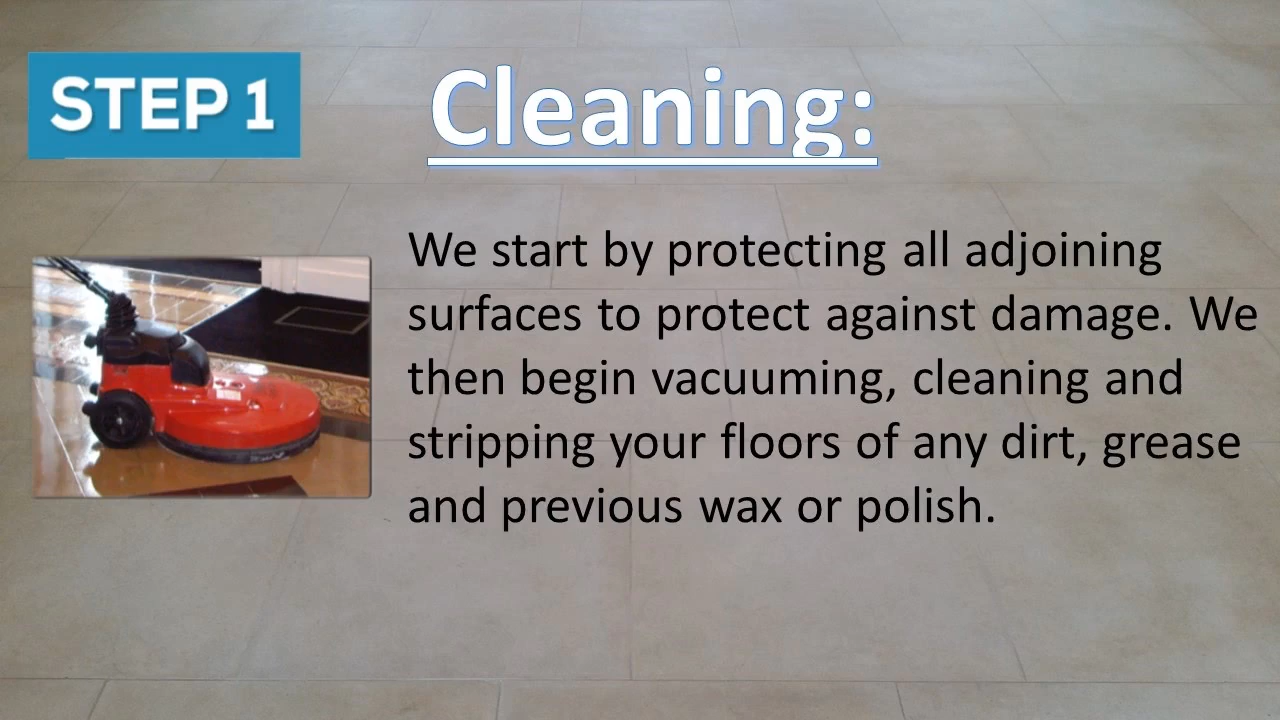 STEP 1
Cleaning:
We start by protecting all adjoining
surfaces to protect against damage. We
then begin vacuuming, cleaning and
stripping your floors of any dirt, grease
and previous wax or polish.